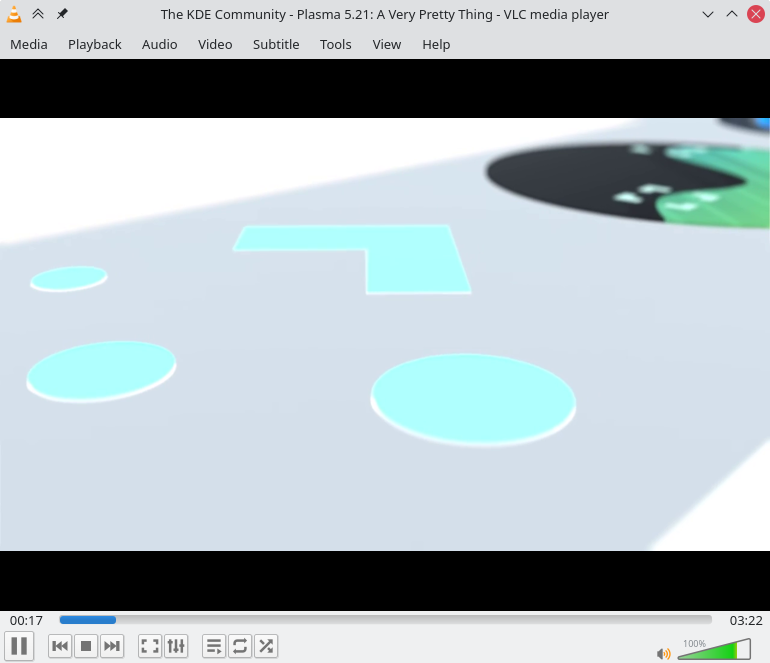 The KDE Community - Plasma 5.21: A Very Pretty Thing - VLC media player
Media Playback Audio Video Subtitle Tools View Help
00:17 03:22
100%